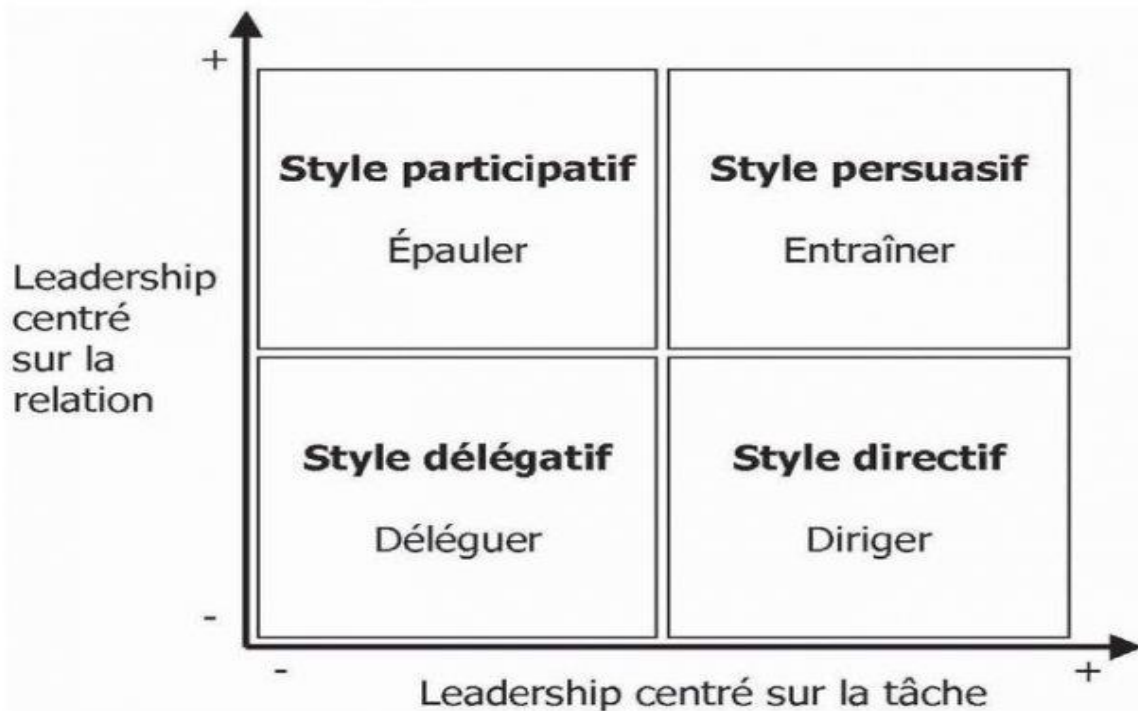 +
Style participatif
Épauler
Style persuasif
Entraîner
Leadership
centré
sur la
relation
Style délégatif
Déléguer
Style directif
Diriger
-
-
+
Leadership centré sur la tâche